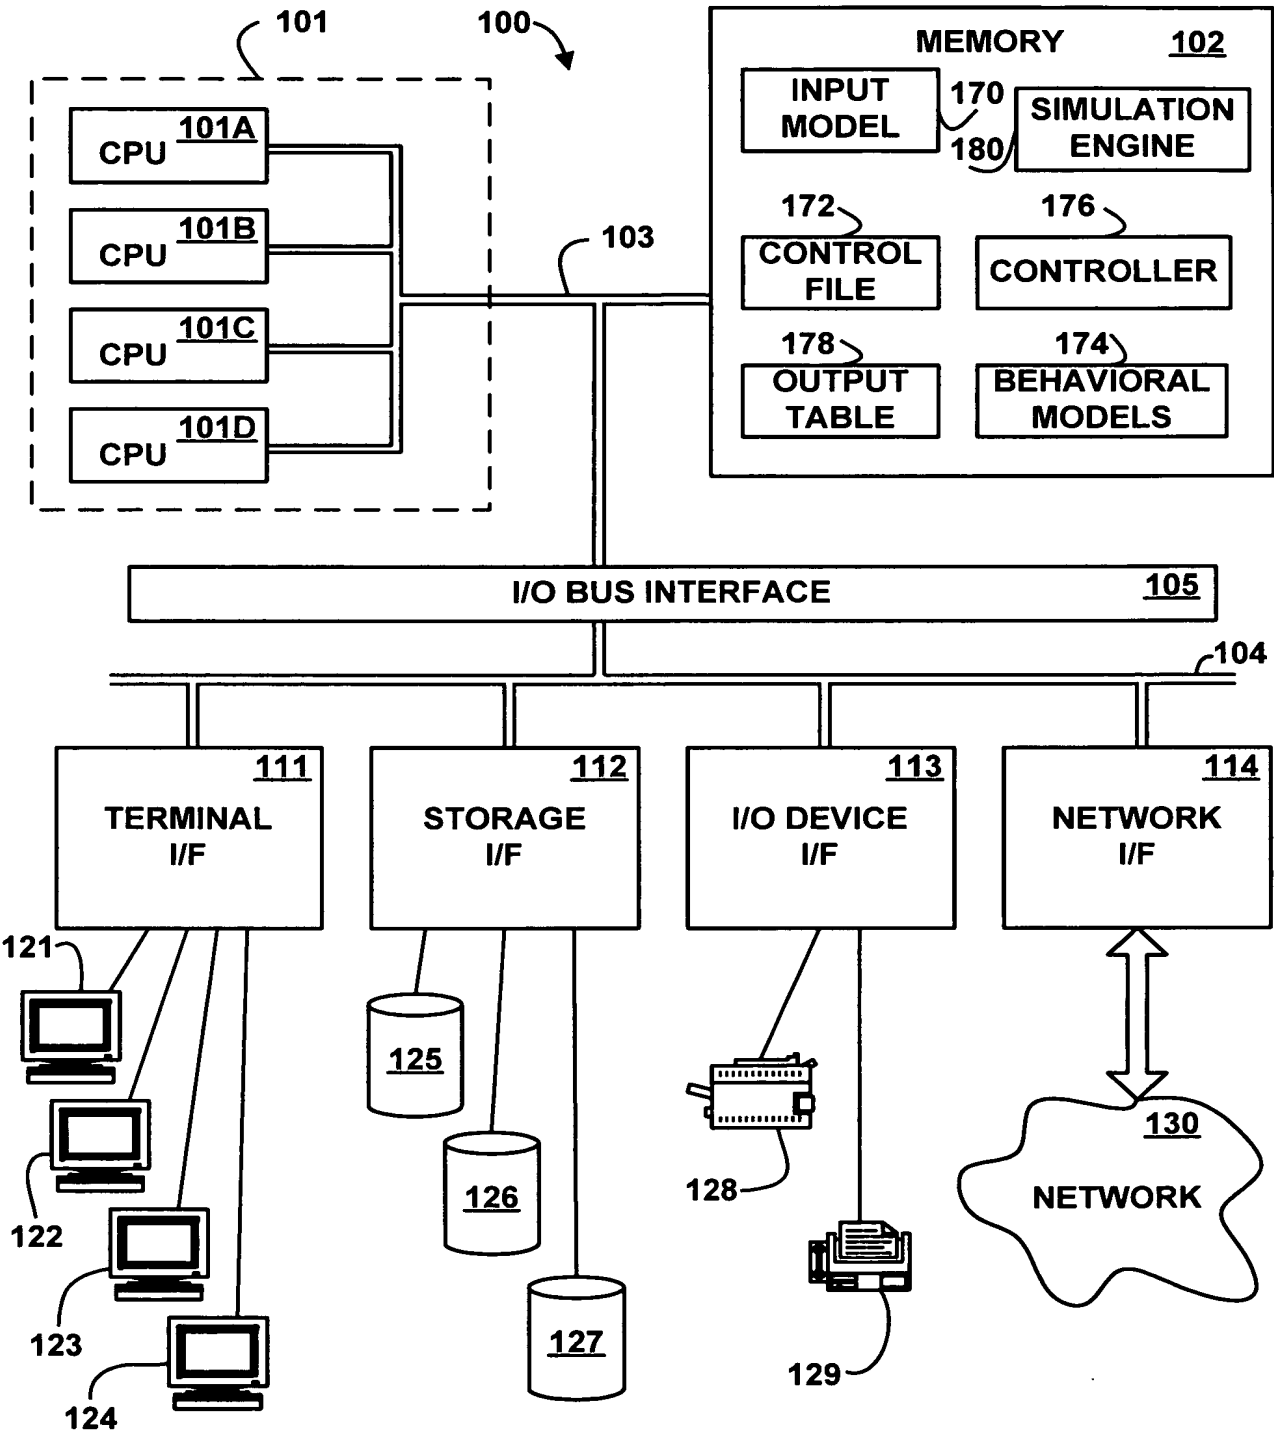 101
100
MEMORY 102
INPUT
MODEL
170
SIMULATION
ENGINE
180
CPU 101A
CPU 101B
CPU 101C
CPU 101D
103
172
CONTROL
FILE
176
CONTROLLER
178
OUTPUT
TABLE
174
BEHAVIORAL
MODELS
I/O BUS INTERFACE 105
104
111
TERMINAL
I/F
112
STORAGE
I/F
113
I/O DEVICE
I/F
114
NETWORK
I/F
121
122
123
124
125
126
127
128
129
130
NETWORK